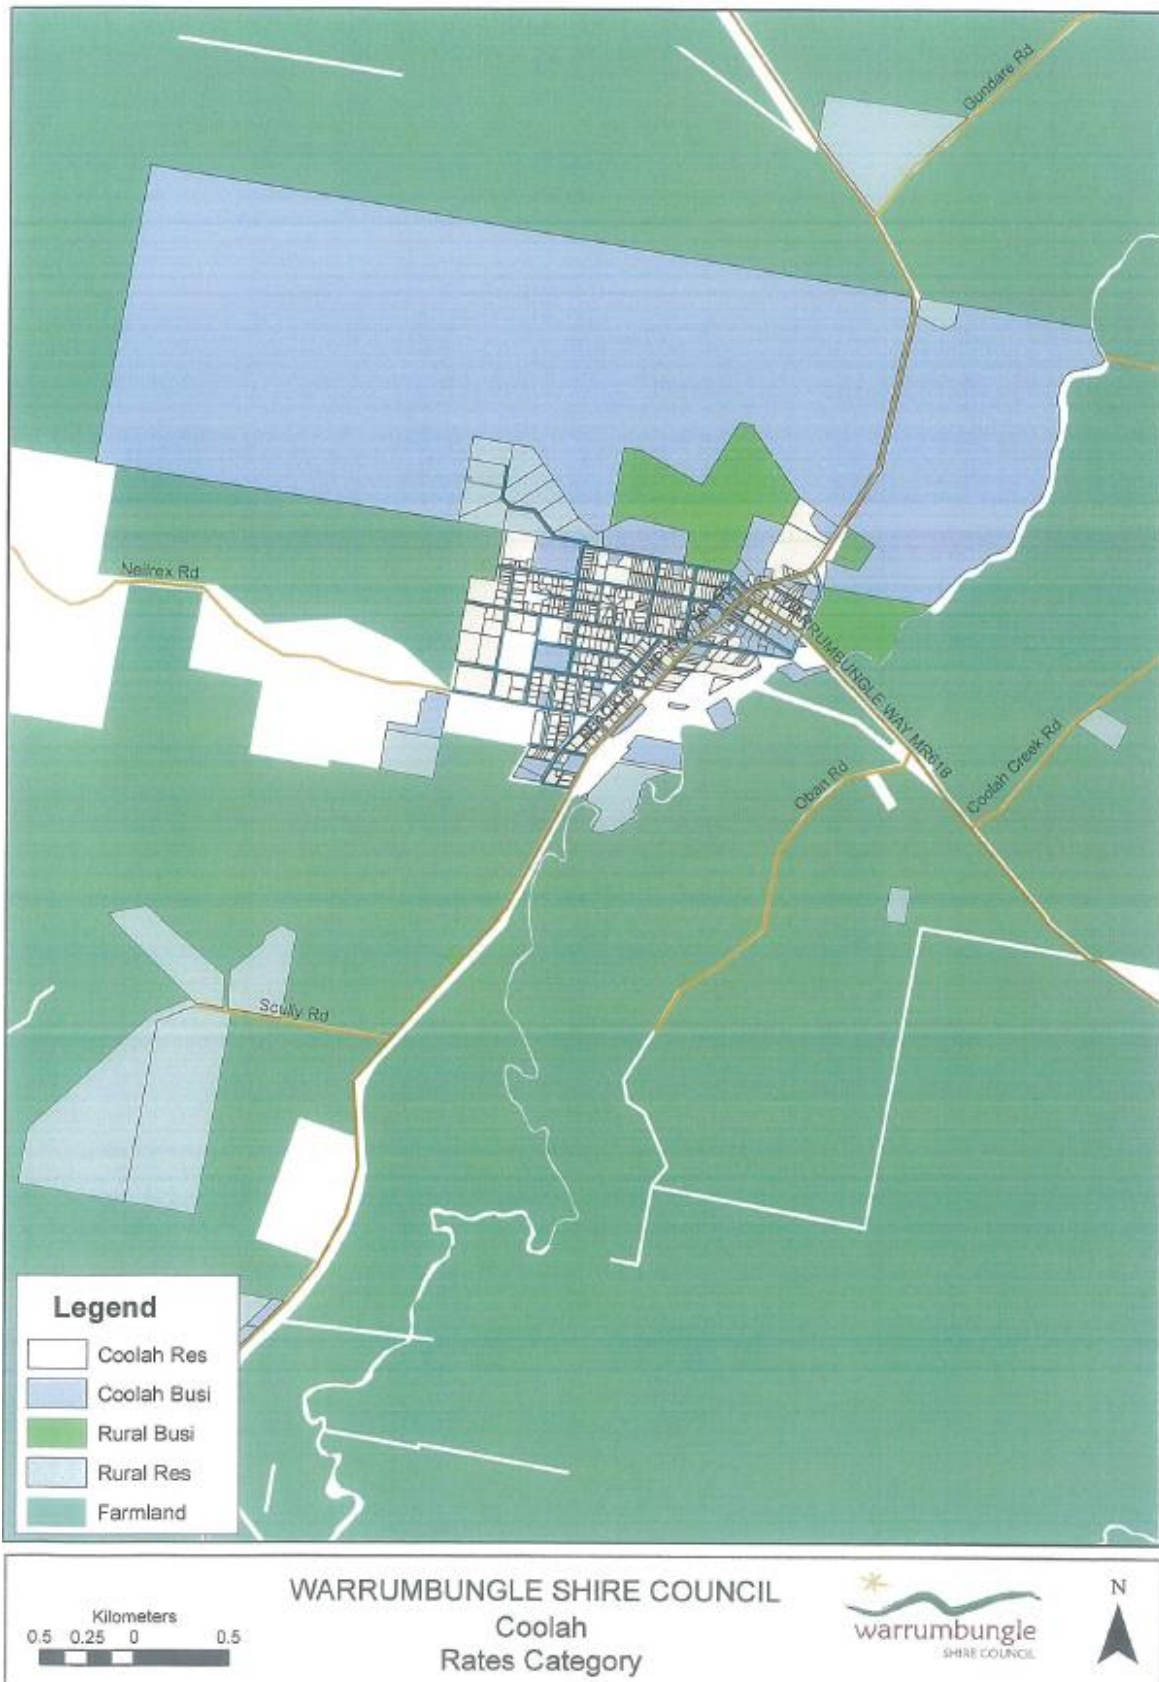 Gundare Rd
Neilrex Rd
WARRUMBUNGLE WAY MR618
Coolah Creek Rd
Oban Rd
Scully Rd
Legend
Coolah Res
Coolah Busi
Rural Busi
Rural Res
Farmland
Kilometers
0.5 0.25 0 0.5
WARRUMBUNGLE SHIRE COUNCIL
Coolah
Rates Category
warrumbungle
SHIRE COUNCIL
N